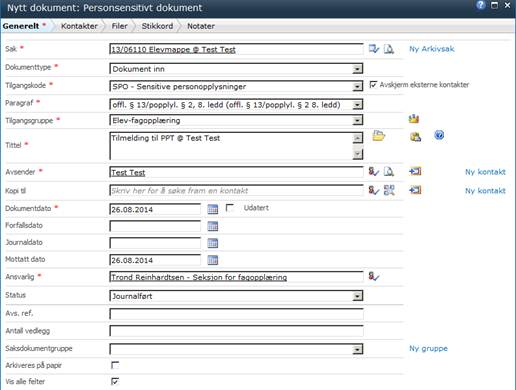 Nytt dokument: Personsensitivt dokument
Generelt * Kontakter Filer Stikkord Notater
Sak * 13/06110 Elevmappe @ Test Test Ny Arkivsak
Dokumenttype * Dokument inn
Tilgangskode * SPO - Sensitive personopplysninger Avskjerm eksterne kontakter
Paragraf * offl. § 13/popplyl. § 2, 8. ledd (offl. § 13/popplyl. § 2 8. ledd)
Tilgangsgruppe * Elev-fagopplæring
Tittel * Tilmelding til PPT @ Test Test
Avsender * Test Test Ny kontakt
Kopi til Skriv her for å søke fram en kontakt Ny kontakt
Dokumentdato * 26.08.2014 Udatert
Forfallsdato
Journaldato
Mottatt dato 26.08.2014
Ansvarlig * Trond Reinhardtsen - Seksjon for fagopplæring
Status Journalført
Avs. ref.
Antall vedlegg
Saksdokumentgruppe Ny gruppe
Arkiveres på papir
Vis alle felter